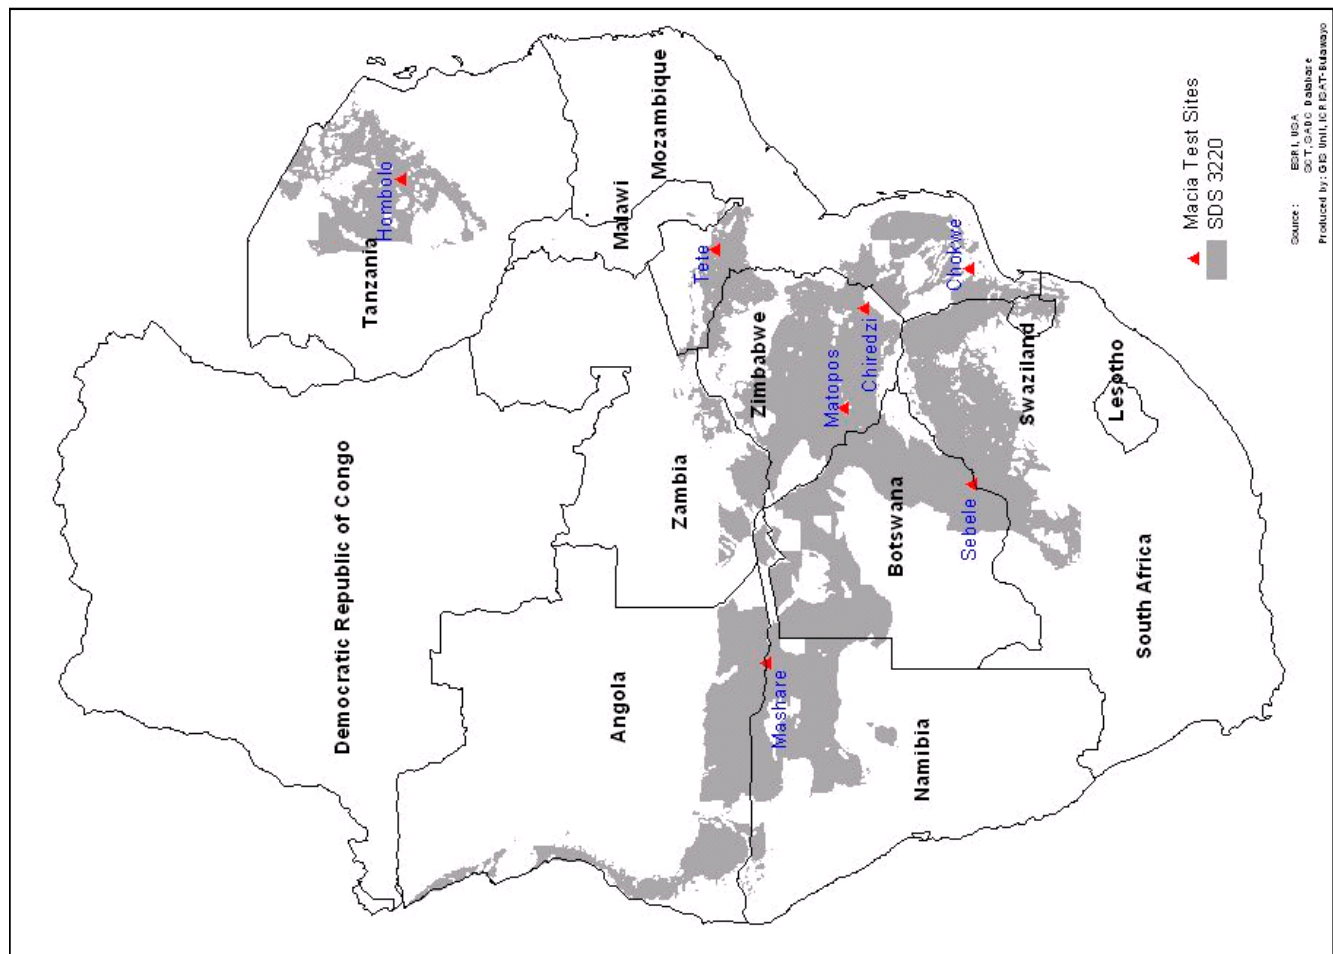 Democratic Republic of Congo
Tanzania
Hombolo
Malawi
Mozambique
Angola
Zambia
Tete
Zimbabwe
Matopos
Chiredzi
Chokwe
Mashare
Namibia
Botswana
Sebele
Swaziland
Lesotho
South Africa
Macia Test Sites
SDS 3220
Source : ESRI, USA
GCT, SADC Database
Produced by: GIS Unit, ICRISAT-Bulawayo